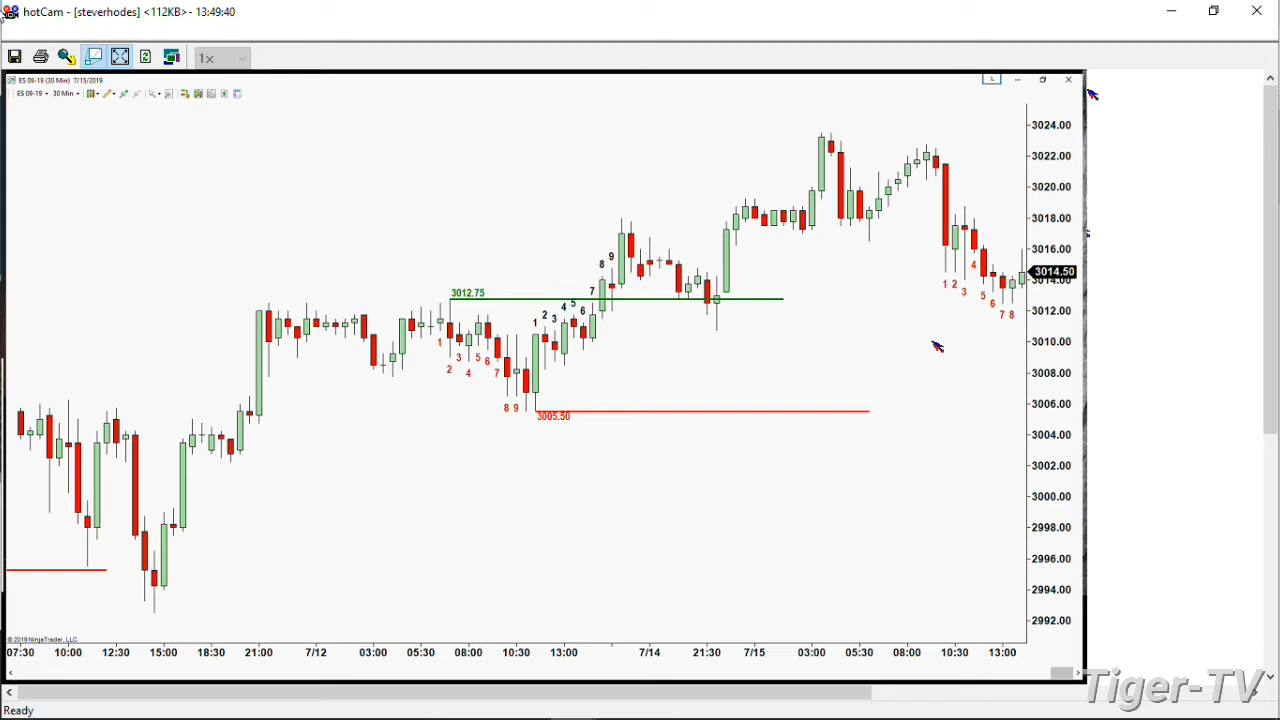 hotCam - [steverhodes] <112KB> - 13:49:40
1x
ES 09-19 (30 Min) 7/15/2019
L
ES 09-19 30 Min
3024.00
3022.00
3020.00
3018.00
3016.00
3014.50
3014.00
3012.00
3010.00
3008.00
3006.00
3004.00
3002.00
3000.00
2998.00
2996.00
2994.00
2992.00
3012.75
3005.50
1 2 3 4 5 6 7 8 9
1 2 3 4 5 6 7 8 9
1 2 3 4 5 6 7 8
© 2019 NinjaTrader, LLC
07:30 10:00 12:30 15:00 18:30 21:00 7/12 03:00 05:30 08:00 10:30 13:00 7/14 21:30 7/15 03:00 05:30 08:00 10:30 13:00
Tiger-TV
Ready